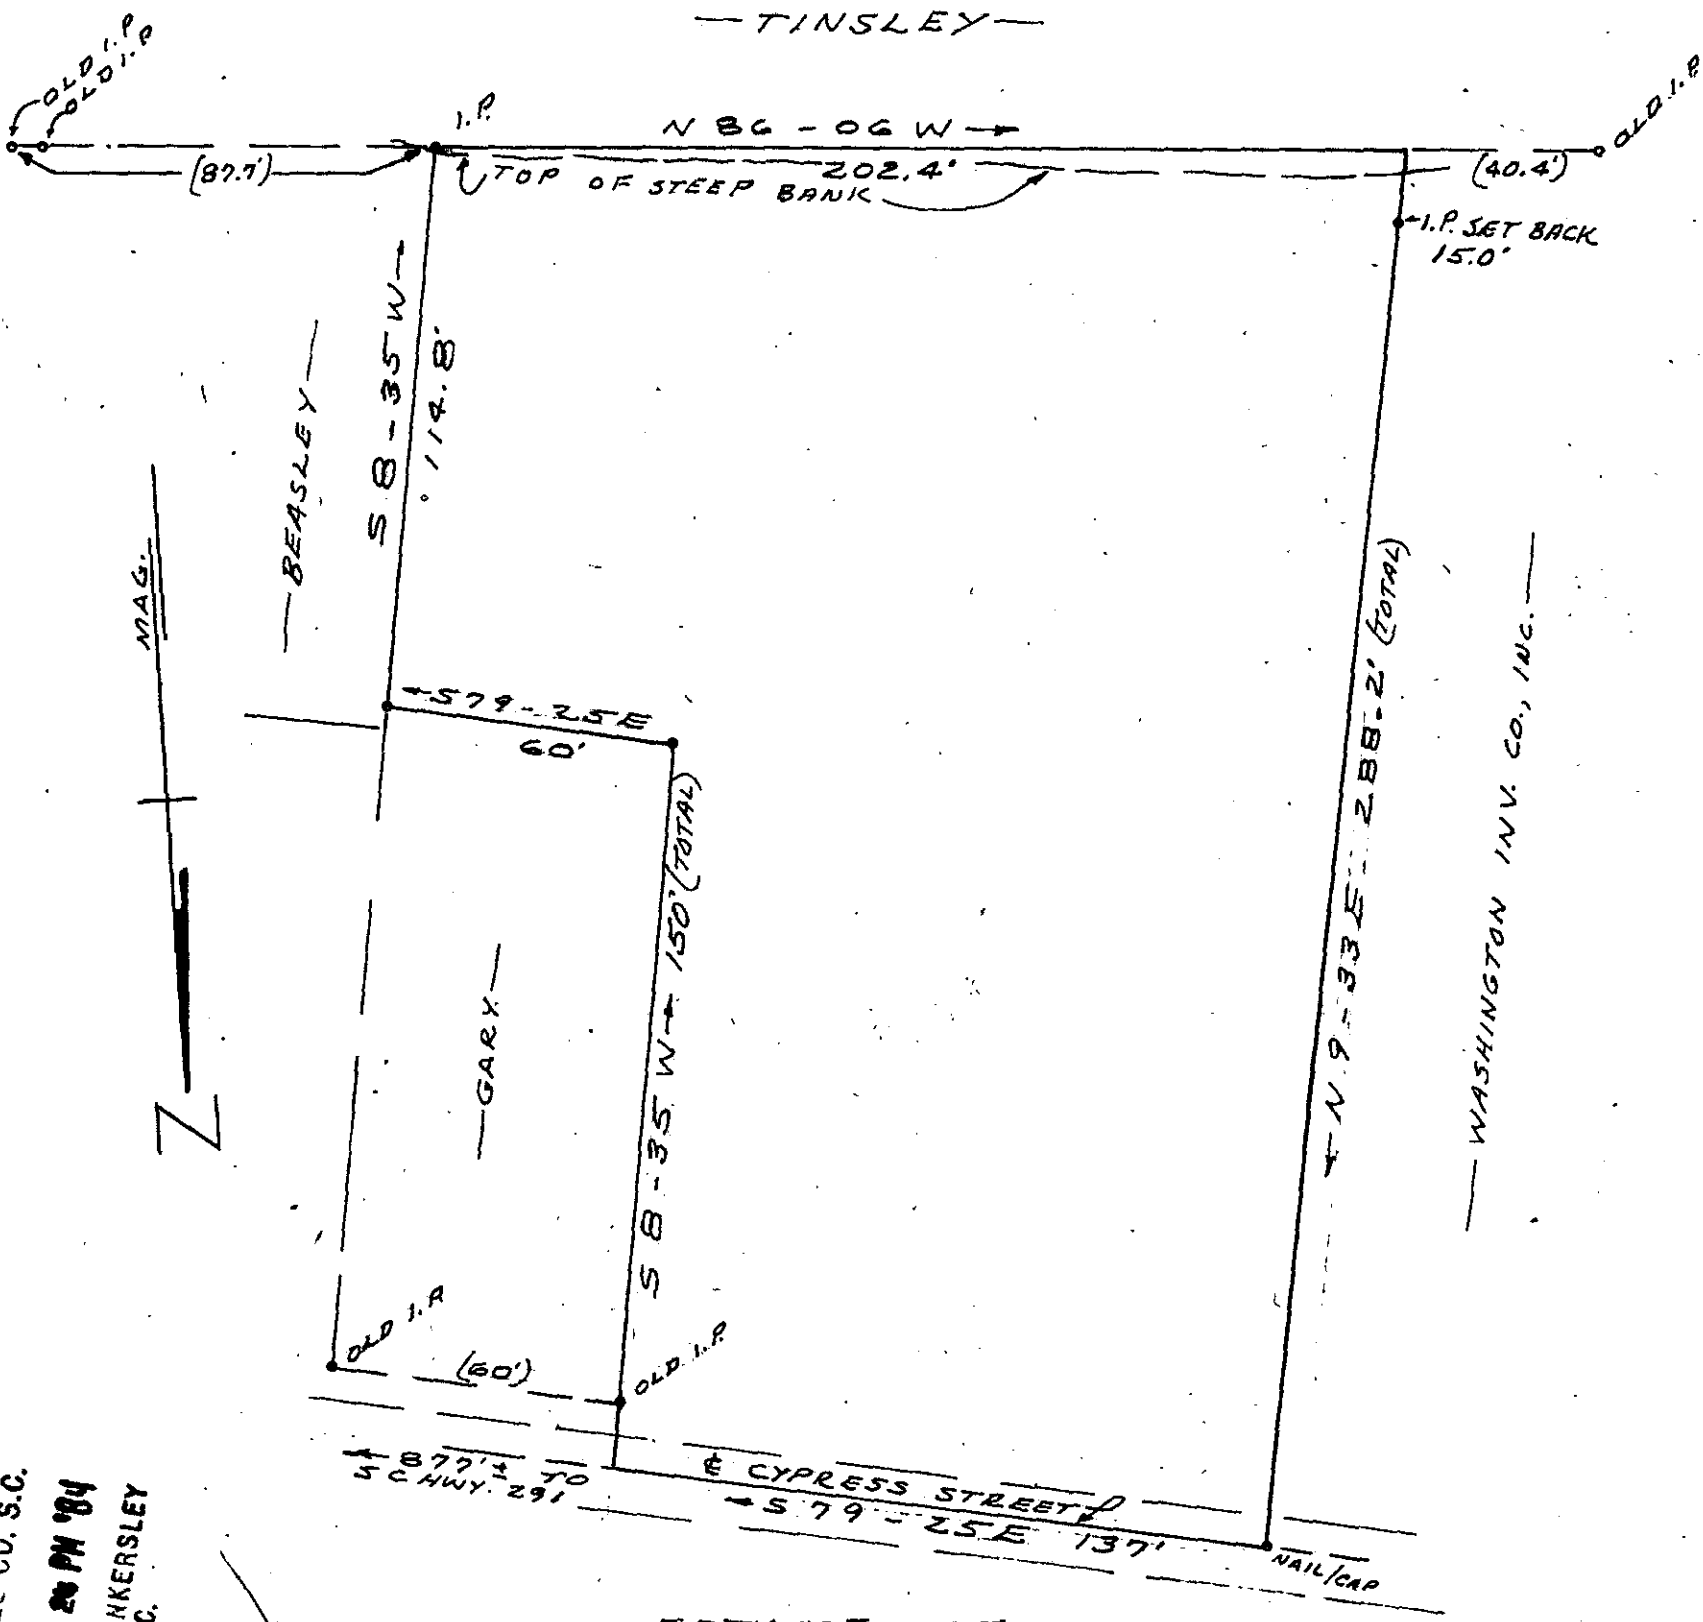 — TINSLEY —
OLD I.P.
OLD I.P
I.P.
N 86 - 06 W →
OLD I.P.
(87.7')
TOP OF STEEP BANK
202.4'
(40.4')
I.P. SET BACK
15.0'
S 8 - 35 W →
114.8'
— BEASLEY —
MAG.
← S 79 - 25 E
60'
N 9 - 33 E 288.2' (TOTAL)
— WASHINGTON INV. CO., INC. —
S 8 - 35 W → 150' (TOTAL)
— GARY —
Z
OLD I.P.
(60')
OLD I.P.
← 877'± TO
S C HWY. 291
℄ CYPRESS STREET
← S 79 - 25 E 137'
NAIL/CAP
CO. S.C.
PM '84
NKERSLEY
C.